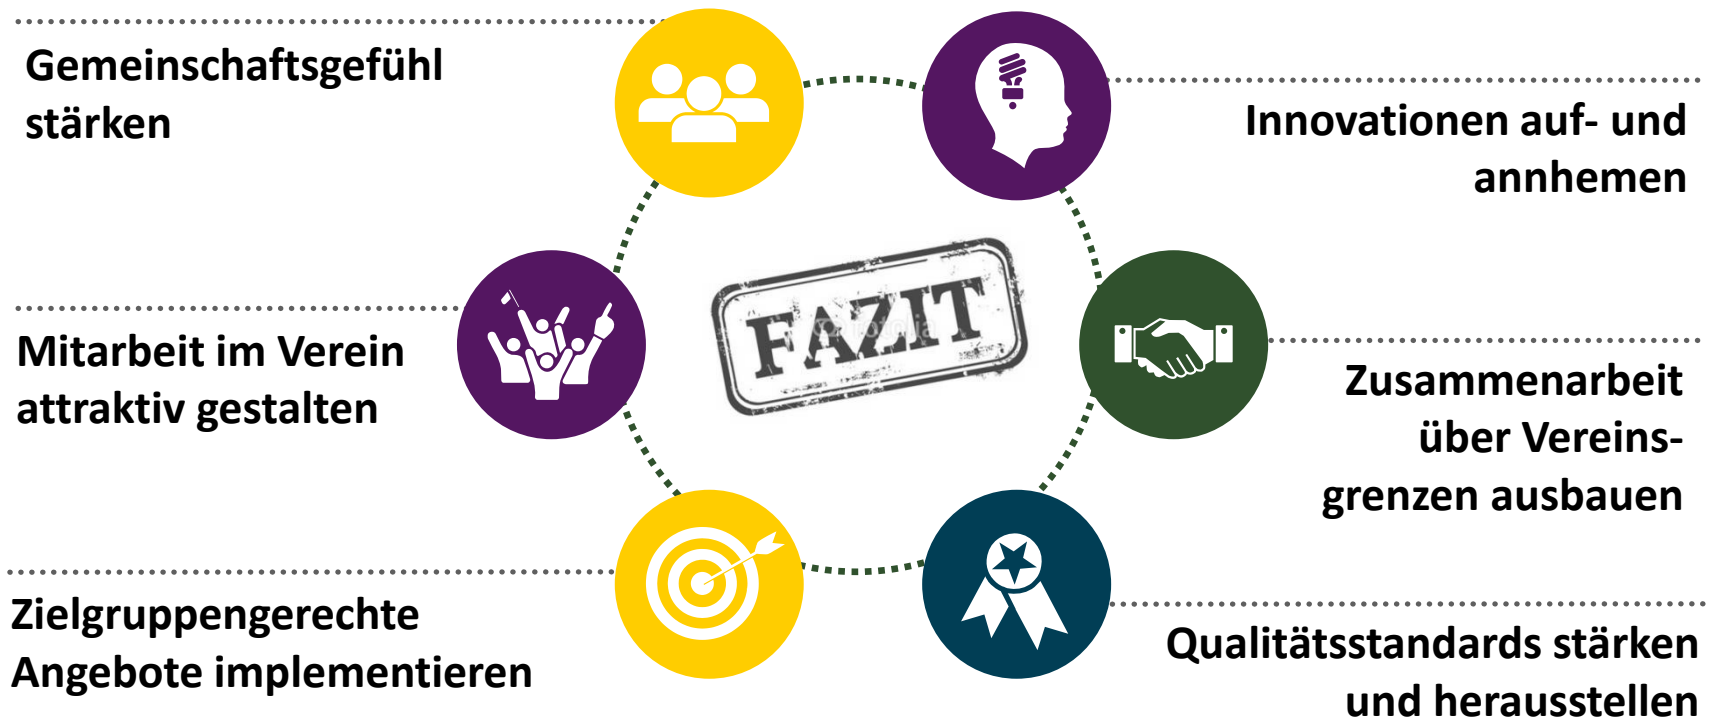 Gemeinschaftsgefühl
stärken
Innovationen auf- und
annhemen
Mitarbeit im Verein
attraktiv gestalten
FAZIT
fotolia
Zusammenarbeit
über Vereins-
grenzen ausbauen
Zielgruppengerechte
Angebote implementieren
Qualitätsstandards stärken
und herausstellen